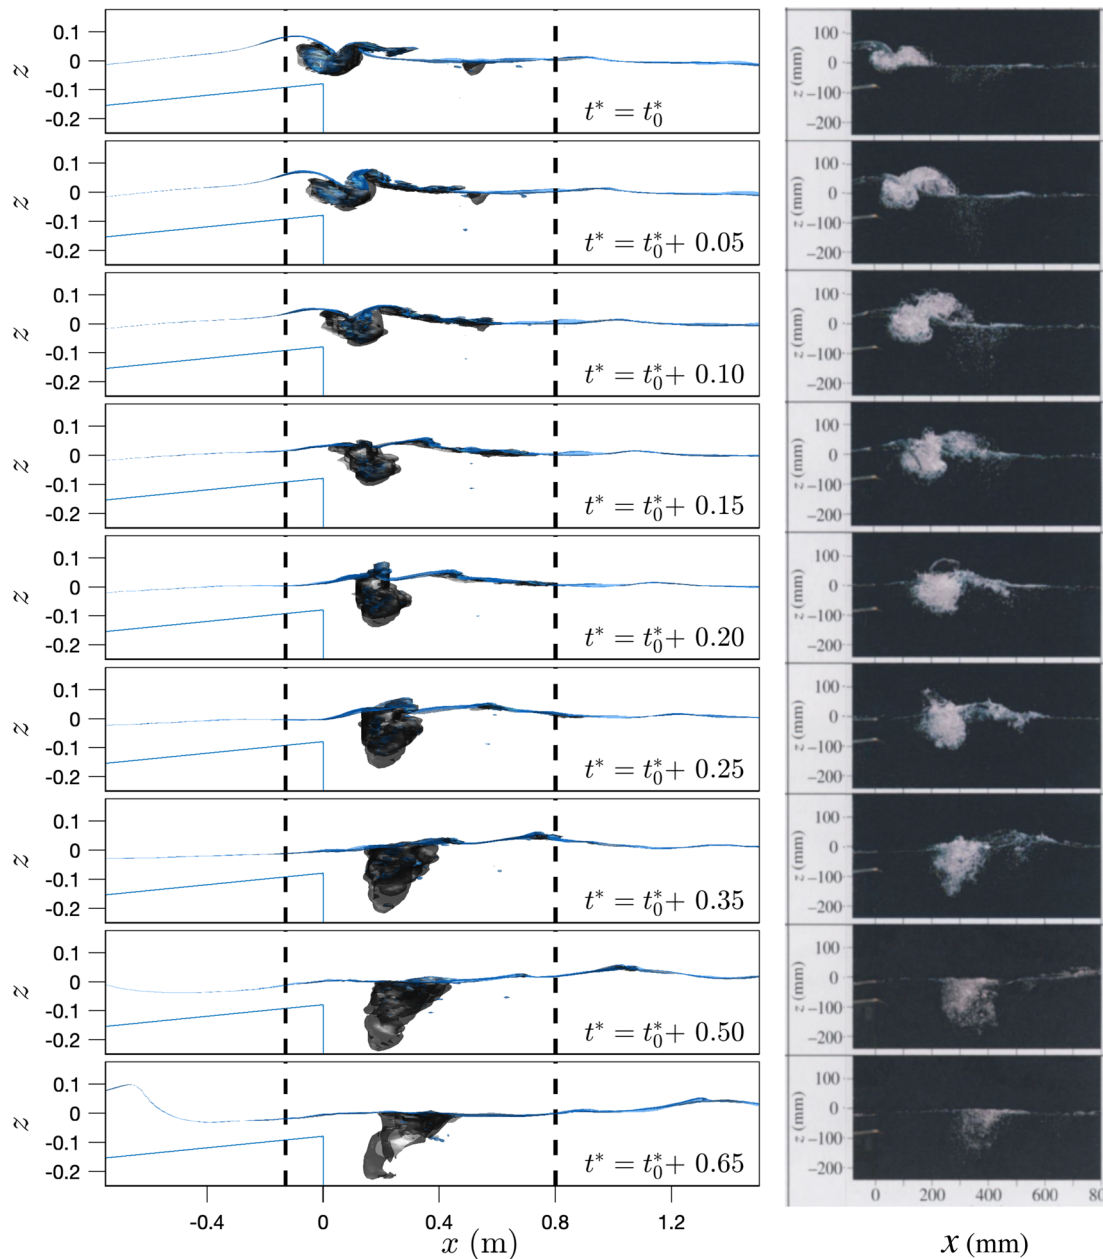 z 0.1 0 -0.1 -0.2 t* = t₀* z (mm) 100 0 −100 −200
z 0.1 0 -0.1 -0.2 t* = t₀* + 0.05 z (mm) 100 0 −100 −200
z 0.1 0 -0.1 -0.2 t* = t₀* + 0.10 z (mm) 100 0 −100 −200
z 0.1 0 -0.1 -0.2 t* = t₀* + 0.15 z (mm) 100 0 −100 −200
z 0.1 0 -0.1 -0.2 t* = t₀* + 0.20 z (mm) 100 0 −100 −200
z 0.1 0 -0.1 -0.2 t* = t₀* + 0.25 z (mm) 100 0 −100 −200
z 0.1 0 -0.1 -0.2 t* = t₀* + 0.35 z (mm) 100 0 −100 −200
z 0.1 0 -0.1 -0.2 t* = t₀* + 0.50 z (mm) 100 0 −100 −200
z 0.1 0 -0.1 -0.2 t* = t₀* + 0.65 z (mm) 100 0 −100 −200
-0.4 0 0.4 0.8 1.2 0 200 400 600 80
x (m) x (mm)